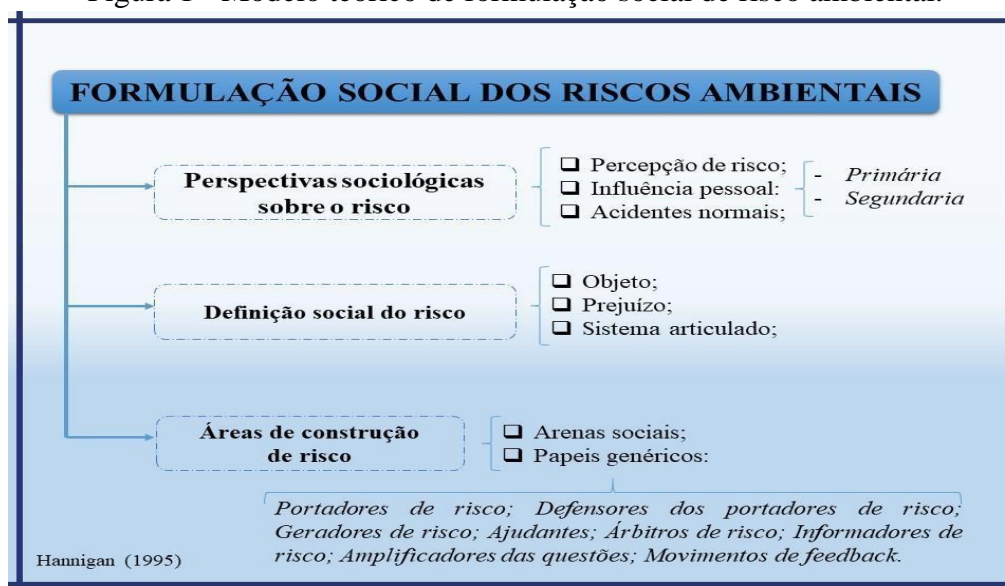 Figura 1 - Modelo teórico de formulação social de risco ambiental.
FORMULAÇÃO SOCIAL DOS RISCOS AMBIENTAIS
Perspectivas sociológicas
sobre o risco
Percepção de risco;
Influência pessoal:
Acidentes normais;
- Primária
- Segundaria
Definição social do risco
Objeto;
Prejuízo;
Sistema articulado;
Áreas de construção
de risco
Arenas sociais;
Papeis genéricos:
Portadores de risco; Defensores dos portadores de risco;
Geradores de risco; Ajudantes; Árbitros de risco; Informadores de
risco; Amplificadores das questões; Movimentos de feedback.
Hannigan (1995)